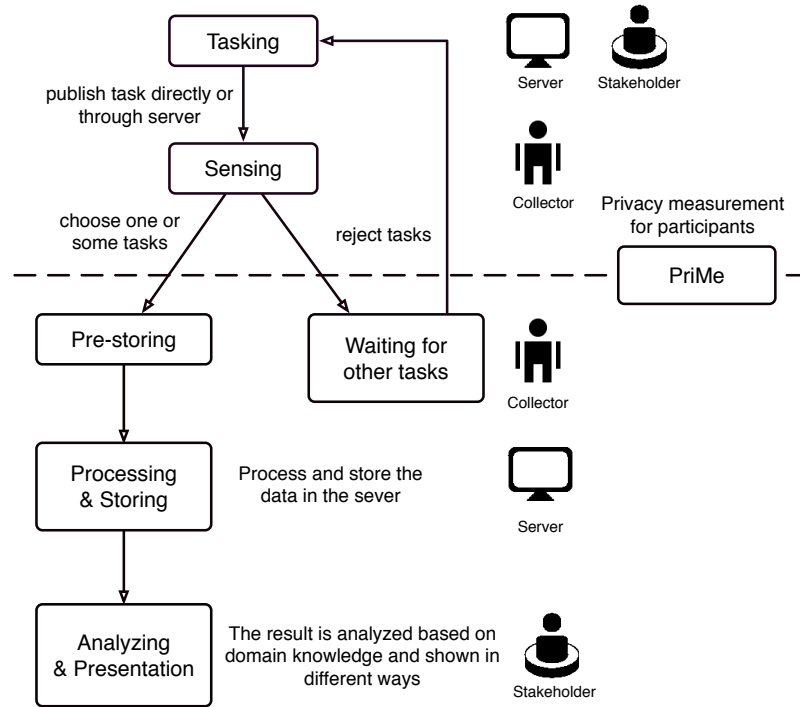 Tasking
Server
Stakeholder
publish task directly or
through server
Sensing
Collector
choose one or
some tasks
reject tasks
Privacy measurement
for participants
PriMe
Pre-storing
Waiting for
other tasks
Collector
Processing
& Storing
Process and store the
data in the sever
Server
Analyzing
& Presentation
The result is analyzed based on
domain knowledge and shown in
different ways
Stakeholder